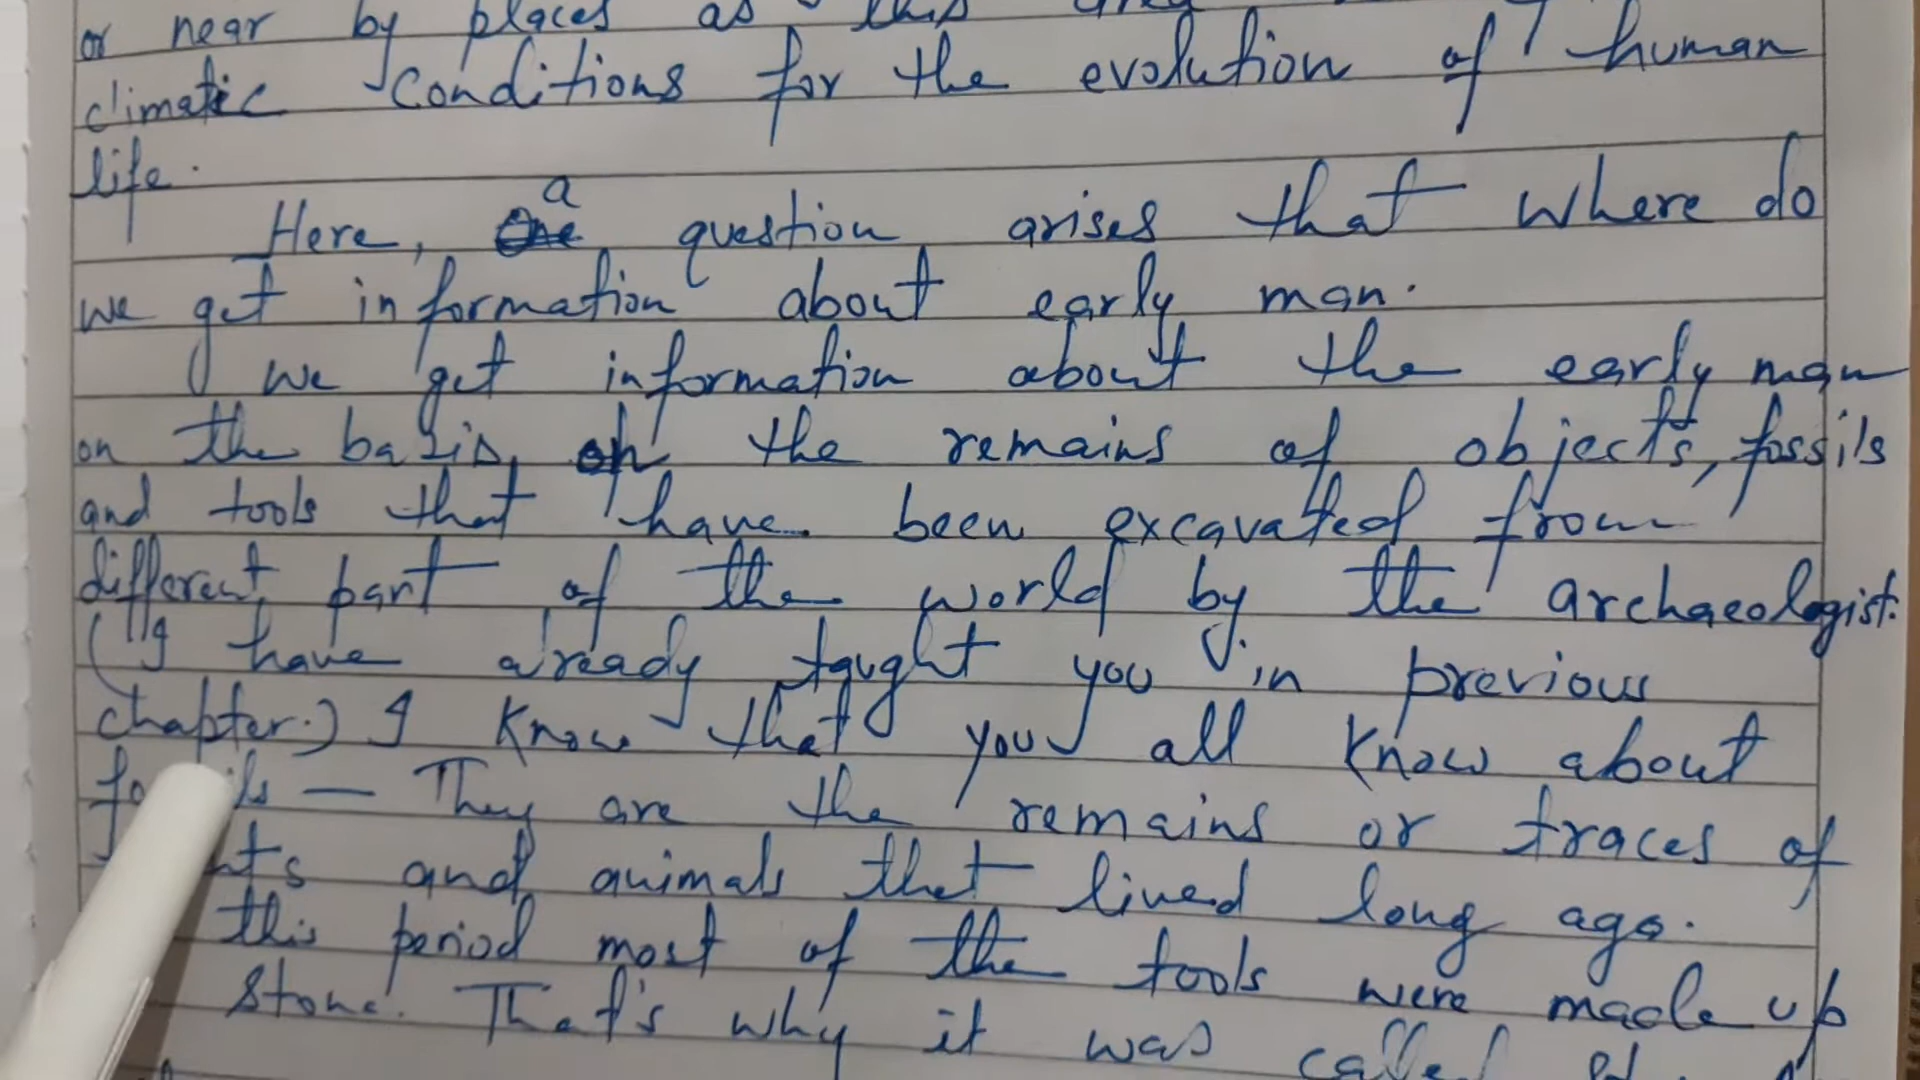 or near by places as this
climatic conditions for the evolution of human
life.
Here, a question arises that where do
we get information about early man.
we get information about the early man
on the basis of the remains of objects, fossils
and tools that have been excavated from
different part of the world by the archaeologist.
(I have already taught you in previous
chapter.) I know that you all know about
They are the remains or traces of
and animals that lived long ago.
this period most of the tools were made up
stone. That's why it was called